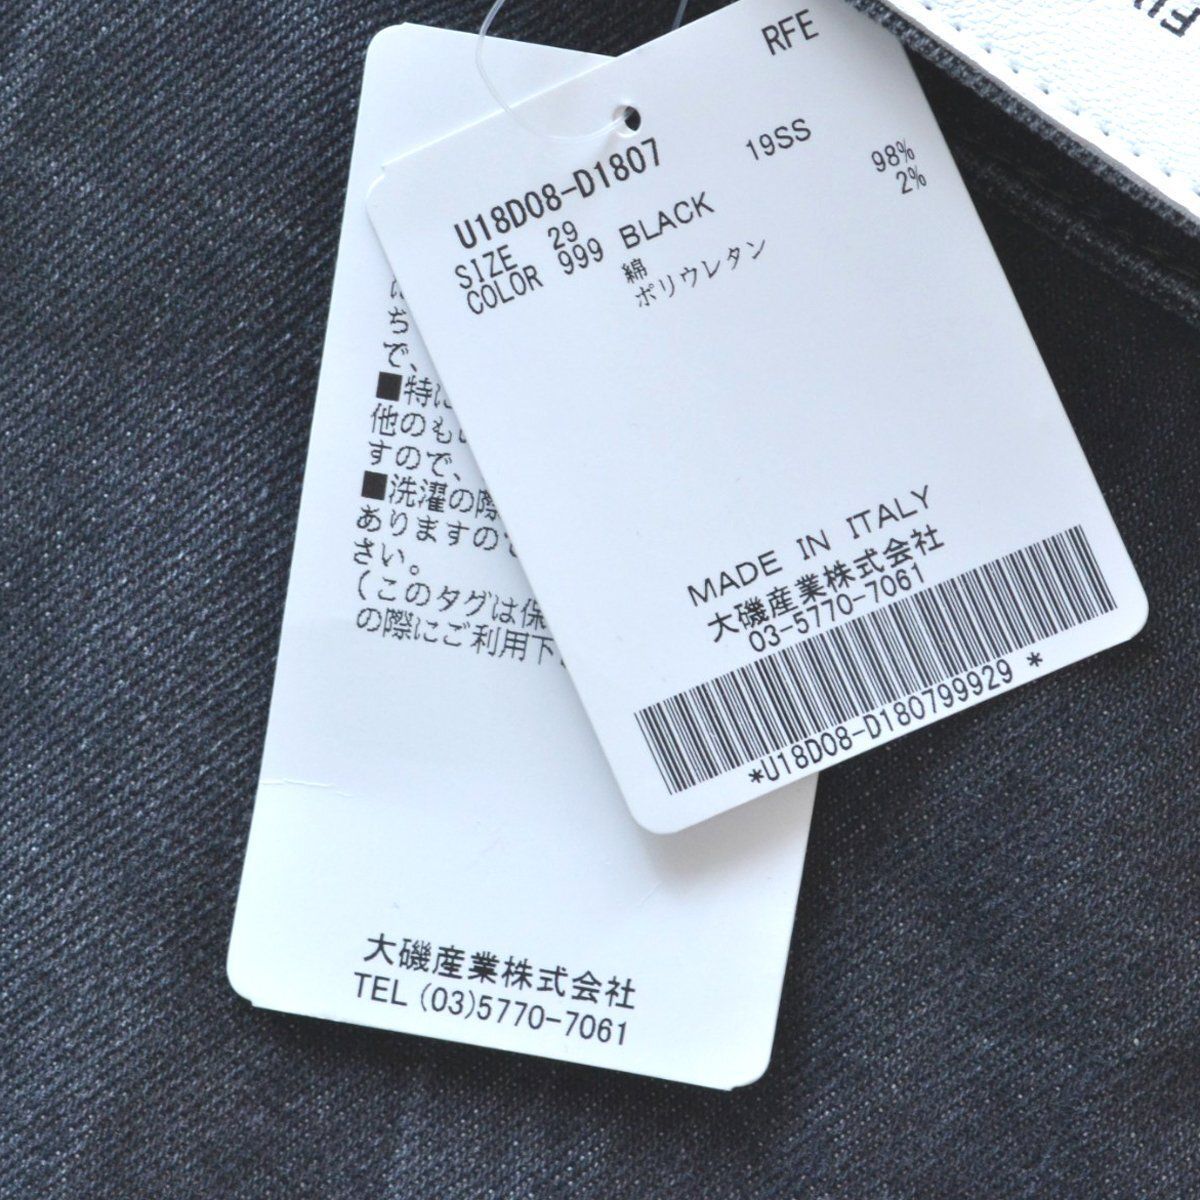 RFE
U18D08-D1807 19SS
SIZE 29
COLOR 999 BLACK
綿 98%
ポリウレタン 2%
MADE IN ITALY
大磯産業株式会社
03-5770-7061
*U18D08-D180799929 *
ち
で、
■特に
他のも
すので、
■洗濯の際
ありますので
さい。
(このタグは保
の際にご利用下
大磯産業株式会社
TEL (03)5770-7061